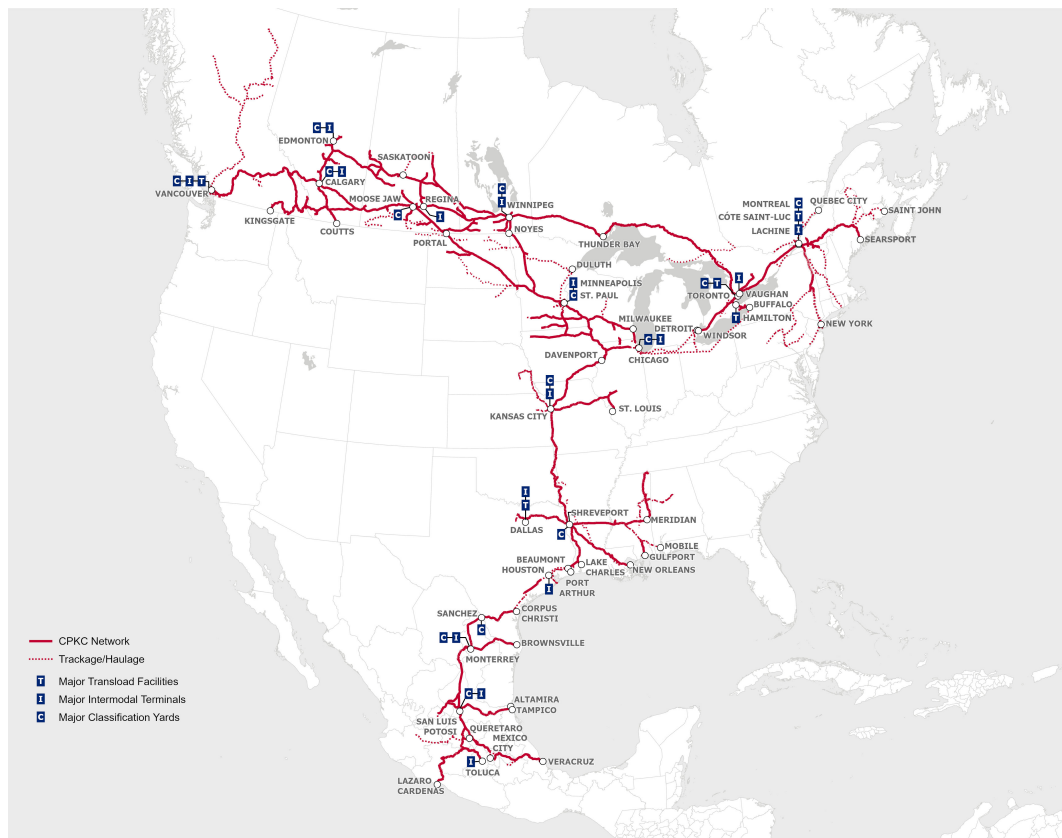 EDMONTON
C I
SASKATOON
C I
CALGARY
C I T
VANCOUVER
MOOSE JAW
REGINA
C
I
C
I
WINNIPEG
KINGSGATE
COUTTS
PORTAL
NOYES
THUNDER BAY
DULUTH
MONTREAL
C
QUEBEC CITY
CÔTE SAINT-LUC
T
SAINT JOHN
LACHINE
I
SEARSPORT
I
MINNEAPOLIS
C
ST. PAUL
C T
I
TORONTO
VAUGHAN
BUFFALO
T
HAMILTON
MILWAUKEE
DETROIT
WINDSOR
NEW YORK
C I
CHICAGO
DAVENPORT
C
I
KANSAS CITY
ST. LOUIS
I
T
DALLAS
SHREVEPORT
C
MERIDIAN
MOBILE
GULFPORT
BEAUMONT
HOUSTON
LAKE
CHARLES
NEW ORLEANS
PORT
ARTHUR
I
SANCHEZ
CORPUS
CHRISTI
C
C I
BROWNSVILLE
MONTERREY
C I
ALTAMIRA
TAMPICO
SAN LUIS
POTOSI
QUERETARO
MEXICO
CITY
I
TOLUCA
VERACRUZ
LAZARO
CARDENAS
CPKC Network
Trackage/Haulage
T Major Transload Facilities
I Major Intermodal Terminals
C Major Classification Yards